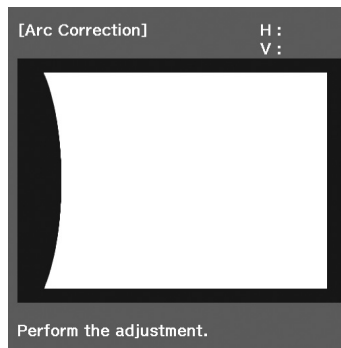 [Arc Correction] H :
V :
Perform the adjustment.